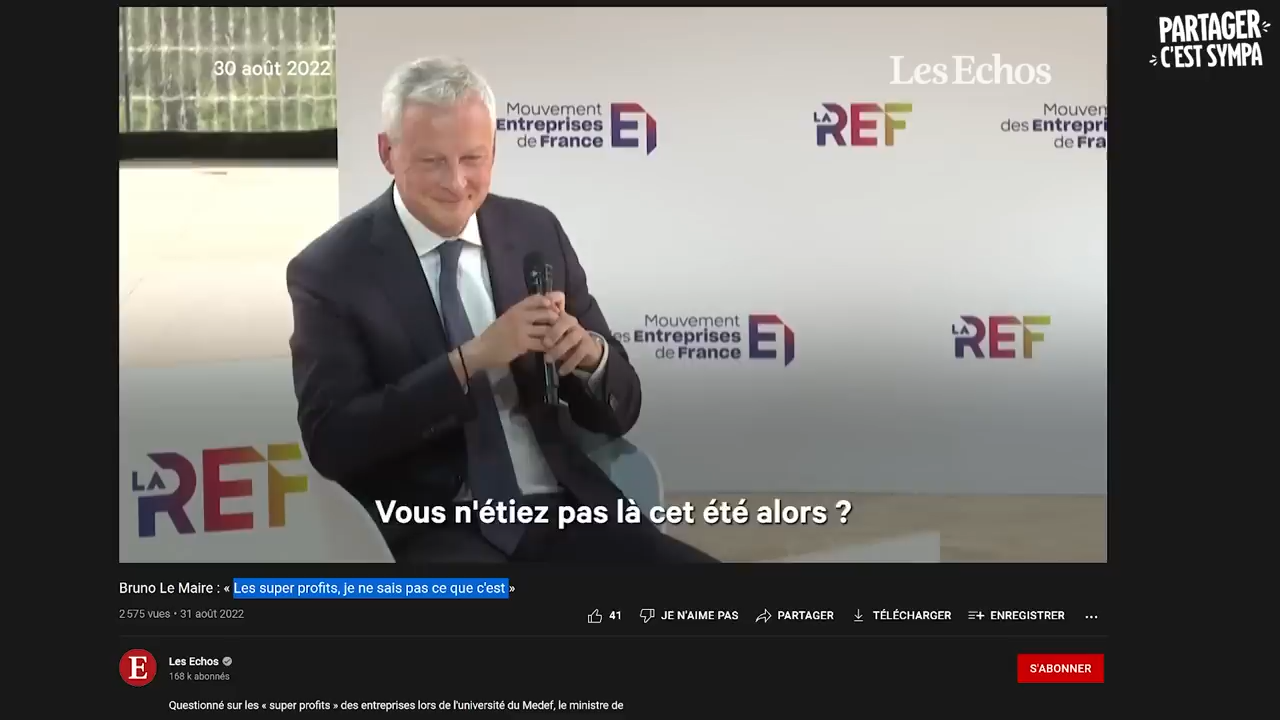 PARTAGER
C'EST SYMPA
30 août 2022
Les Echos
Mouvement
Entreprises
de France
LA REF
Mouvem
des Entrepri
de Fra
Mouvement
es Entreprises
de France
LA REF
LA REF
Vous n'étiez pas là cet été alors ?
Bruno Le Maire : « Les super profits, je ne sais pas ce que c'est »
2 575 vues • 31 août 2022
41
JE N'AIME PAS
PARTAGER
TÉLÉCHARGER
ENREGISTRER
...
E
Les Echos
168 k abonnés
S'ABONNER
Questionné sur les « super profits » des entreprises lors de l'université du Medef, le ministre de